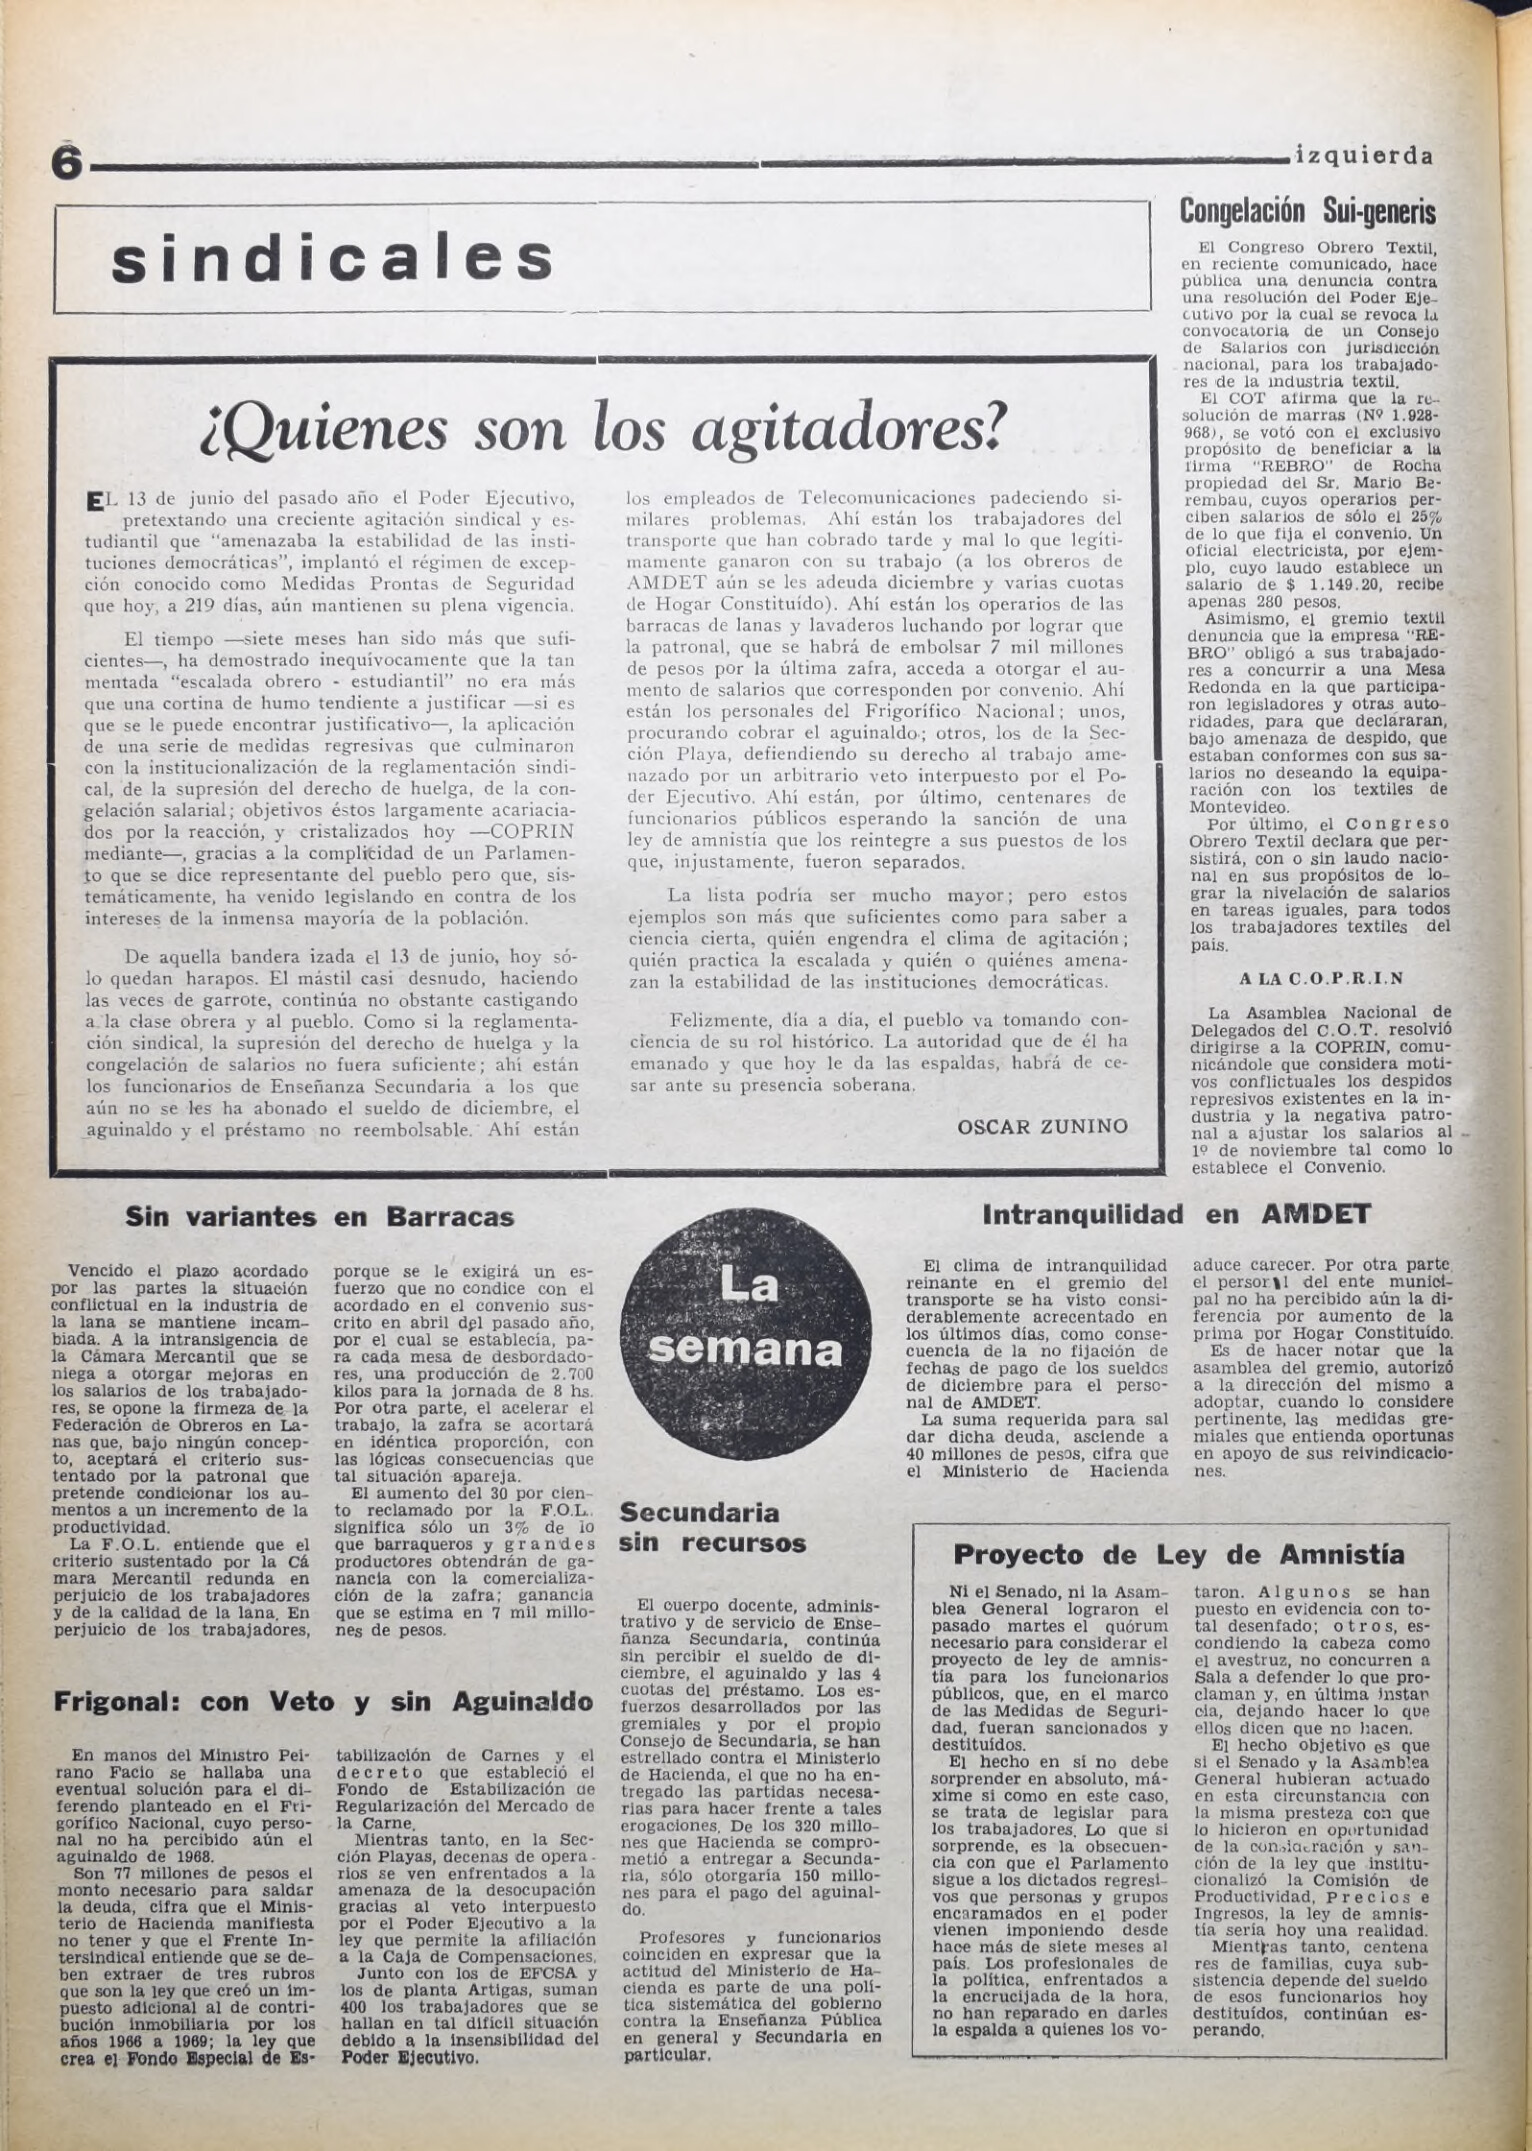 6
izquierda
sindicales
¿Quienes son los agitadores?
EL 13 de junio del pasado año el Poder Ejecutivo,
pretextando una creciente agitación sindical y es-
tudiantil que "amenazaba la estabilidad de las insti-
tuciones democráticas", implantó el régimen de excep-
ción conocido como Medidas Prontas de Seguridad
que hoy, a 219 días, aún mantienen su plena vigencia.
El tiempo —siete meses han sido más que sufi-
cientes—, ha demostrado inequívocamente que la tan
mentada "escalada obrero - estudiantil" no era más
que una cortina de humo tendiente a justificar —si es
que se le puede encontrar justificativo—, la aplicación
de una serie de medidas regresivas que culminaron
con la institucionalización de la reglamentación sindi-
cal, de la supresión del derecho de huelga, de la con-
gelación salarial; objetivos éstos largamente acariacia-
dos por la reacción, y cristalizados hoy —COPRIN
mediante—, gracias a la complicidad de un Parlamen-
to que se dice representante del pueblo pero que, sis-
temáticamente, ha venido legislando en contra de los
intereses de la inmensa mayoría de la población.
De aquella bandera izada el 13 de junio, hoy só-
lo quedan harapos. El mástil casi desnudo, haciendo
las veces de garrote, continúa no obstante castigando
a la clase obrera y al pueblo. Como si la reglamenta-
ción sindical, la supresión del derecho de huelga y la
congelación de salarios no fuera suficiente; ahí están
los funcionarios de Enseñanza Secundaria a los que
aún no se les ha abonado el sueldo de diciembre, el
aguinaldo y el préstamo no reembolsable. Ahí están
los empleados de Telecomunicaciones padeciendo si-
milares problemas. Ahí están los trabajadores del
transporte que han cobrado tarde y mal lo que legíti-
mamente ganaron con su trabajo (a los obreros de
AMDET aún se les adeuda diciembre y varias cuotas
de Hogar Constituído). Ahí están los operarios de las
barracas de lanas y lavaderos luchando por lograr que
la patronal, que se habrá de embolsar 7 mil millones
de pesos por la última zafra, acceda a otorgar el au-
mento de salarios que corresponden por convenio. Ahí
están los personales del Frigorífico Nacional; unos,
procurando cobrar el aguinaldo; otros, los de la Sec-
ción Playa, defiendiendo su derecho al trabajo ame-
nazado por un arbitrario veto interpuesto por el Po-
der Ejecutivo. Ahí están, por último, centenares de
funcionarios públicos esperando la sanción de una
ley de amnistía que los reintegre a sus puestos de los
que, injustamente, fueron separados.
La lista podría ser mucho mayor; pero estos
ejemplos son más que suficientes como para saber a
ciencia cierta, quién engendra el clima de agitación;
quién practica la escalada y quién o quiénes amena-
zan la estabilidad de las instituciones democráticas.
Felizmente, día a día, el pueblo va tomando con-
ciencia de su rol histórico. La autoridad que de él ha
emanado y que hoy le da las espaldas, habrá de ce-
sar ante su presencia soberana.
OSCAR ZUNINO
Congelación Sui-generis
El Congreso Obrero Textil,
en reciente comunicado, hace
pública una denuncia contra
una resolución del Poder Eje-
cutivo por la cual se revoca la
convocatoria de un Consejo
de Salarios con jurisdicción
nacional, para los trabajado-
res de la industria textil.
El COT afirma que la re-
solución de marras (Nº 1.928-
968), se votó con el exclusivo
propósito de beneficiar a la
firma "REBRO" de Rocha
propiedad del Sr. Mario Be-
rembau, cuyos operarios per-
ciben salarios de sólo el 25%
de lo que fija el convenio. Un
oficial electricista, por ejem-
plo, cuyo laudo establece un
salario de $ 1.149.20, recibe
apenas 280 pesos.
Asimismo, el gremio textil
denuncia que la empresa "RE-
BRO" obligó a sus trabajado-
res a concurrir a una Mesa
Redonda en la que participa-
ron legisladores y otras auto-
ridades, para que declararan,
bajo amenaza de despido, que
estaban conformes con sus sa-
larios no deseando la equipa-
ración con los textiles de
Montevideo.
Por último, el Congreso
Obrero Textil declara que per-
sistirá, con o sin laudo nacio-
nal en sus propósitos de lo-
grar la nivelación de salarios
en tareas iguales, para todos
los trabajadores textiles del
país.
A LA C.O.P.R.I.N
La Asamblea Nacional de
Delegados del C.O.T. resolvió
dirigirse a la COPRIN, comu-
nicándole que considera moti-
vos conflictuales los despidos
represivos existentes en la in-
dustria y la negativa patro-
nal a ajustar los salarios al
1º de noviembre tal como lo
establece el Convenio.
Sin variantes en Barracas
Vencido el plazo acordado
por las partes la situación
conflictual en la industria de
la lana se mantiene incam-
biada. A la intransigencia de
la Cámara Mercantil que se
niega a otorgar mejoras en
los salarios de los trabajado-
res, se opone la firmeza de la
Federación de Obreros en La-
nas que, bajo ningún concep-
to, aceptará el criterio sus-
tentado por la patronal que
pretende condicionar los au-
mentos a un incremento de la
productividad.
La F.O.L. entiende que el
criterio sustentado por la Cá
mara Mercantil redunda en
perjuicio de los trabajadores
y de la calidad de la lana. En
perjuicio de los trabajadores,
porque se le exigirá un es-
fuerzo que no condice con el
acordado en el convenio sus-
crito en abril del pasado año,
por el cual se establecía, pa-
ra cada mesa de desbordado-
res, una producción de 2.700
kilos para la jornada de 8 hs.
Por otra parte, el acelerar el
trabajo, la zafra se acortará
en idéntica proporción, con
las lógicas consecuencias que
tal situación apareja.
El aumento del 30 por cien-
to reclamado por la F.O.L.
significa sólo un 3% de lo
que barraqueros y grandes
productores obtendrán de ga-
nancia con la comercializa-
ción de la zafra; ganancia
que se estima en 7 mil millo-
nes de pesos.
Frigonal: con Veto y sin Aguinaldo
En manos del Ministro Pei-
rano Facio se hallaba una
eventual solución para el di-
ferendo planteado en el Fri-
gorífico Nacional, cuyo perso-
nal no ha percibido aún el
aguinaldo de 1968.
Son 77 millones de pesos el
monto necesario para saldar
la deuda, cifra que el Minis-
terio de Hacienda manifiesta
no tener y que el Frente In-
tersindical entiende que se de-
ben extraer de tres rubros
que son la ley que creó un im-
puesto adicional al de contri-
bución inmobiliaria por los
años 1966 a 1969; la ley que
crea el Fondo Especial de Es-
tabilización de Carnes y el
decreto que estableció el
Fondo de Estabilización de
Regularización del Mercado de
la Carne.
Mientras tanto, en la Sec-
ción Playas, decenas de opera-
rios se ven enfrentados a la
amenaza de la desocupación
gracias al veto interpuesto
por el Poder Ejecutivo a la
ley que permite la afiliación
a la Caja de Compensaciones.
Junto con los de EFCSA y
los de planta Artigas, suman
400 los trabajadores que se
hallan en tal difícil situación
debido a la insensibilidad del
Poder Ejecutivo.
La
semana
Secundaria
sin recursos
El cuerpo docente, adminis-
trativo y de servicio de Ense-
ñanza Secundaria, continúa
sin percibir el sueldo de di-
ciembre, el aguinaldo y las 4
cuotas del préstamo. Los es-
fuerzos desarrollados por las
gremiales y por el propio
Consejo de Secundaria, se han
estrellado contra el Ministerio
de Hacienda, el que no ha en-
tregado las partidas necesa-
rias para hacer frente a tales
erogaciones. De los 320 millo-
nes que Hacienda se compro-
metió a entregar a Secunda-
ria, sólo otorgaría 150 millo-
nes para el pago del aguinal-
do.
Profesores y funcionarios
coinciden en expresar que la
actitud del Ministerio de Ha-
cienda es parte de una polí-
tica sistemática del gobierno
contra la Enseñanza Pública
en general y Secundaria en
particular.
Intranquilidad en AMDET
El clima de intranquilidad
reinante en el gremio del
transporte se ha visto consi-
derablemente acrecentado en
los últimos días, como conse-
cuencia de la no fijación de
fechas de pago de los sueldos
de diciembre para el perso-
nal de AMDET.
La suma requerida para sal
dar dicha deuda, asciende a
40 millones de pesos, cifra que
el Ministerio de Hacienda
aduce carecer. Por otra parte
el personal del ente munici-
pal no ha percibido aún la di-
ferencia por aumento de la
prima por Hogar Constituído.
Es de hacer notar que la
asamblea del gremio, autorizó
a la dirección del mismo a
adoptar, cuando lo considere
pertinente, las medidas gre-
miales que entienda oportunas
en apoyo de sus reivindicacio-
nes.
Proyecto de Ley de Amnistía
Ni el Senado, ni la Asam-
blea General lograron el
pasado martes el quórum
necesario para considerar el
proyecto de ley de amnis-
tía para los funcionarios
públicos, que, en el marco
de las Medidas de Seguri-
dad, fueran sancionados y
destituídos.
El hecho en sí no debe
sorprender en absoluto, má-
xime si como en este caso,
se trata de legislar para
los trabajadores. Lo que si
sorprende, es la obsecuen-
cia con que el Parlamento
sigue a los dictados regresi-
vos que personas y grupos
encaramados en el poder
vienen imponiendo desde
hace más de siete meses al
país. Los profesionales de
la política, enfrentados a
la encrucijada de la hora,
no han reparado en darles
la espalda a quienes los vo-
taron. Algunos se han
puesto en evidencia con to-
tal desenfado; otros, es-
condiendo la cabeza como
el avestruz, no concurren a
Sala a defender lo que pro-
claman y, en última instan
cia, dejando hacer lo que
ellos dicen que no hacen.
El hecho objetivo es que
si el Senado y la Asamblea
General hubieran actuado
en esta circunstancia con
la misma presteza con que
lo hicieron en oportunidad
de la consideración y san-
ción de la ley que institu-
cionalizó la Comisión de
Productividad, Precios e
Ingresos, la ley de amnis-
tía sería hoy una realidad.
Mientras tanto, centena
res de familias, cuya sub-
sistencia depende del sueldo
de esos funcionarios hoy
destituídos, continúan es-
perando.